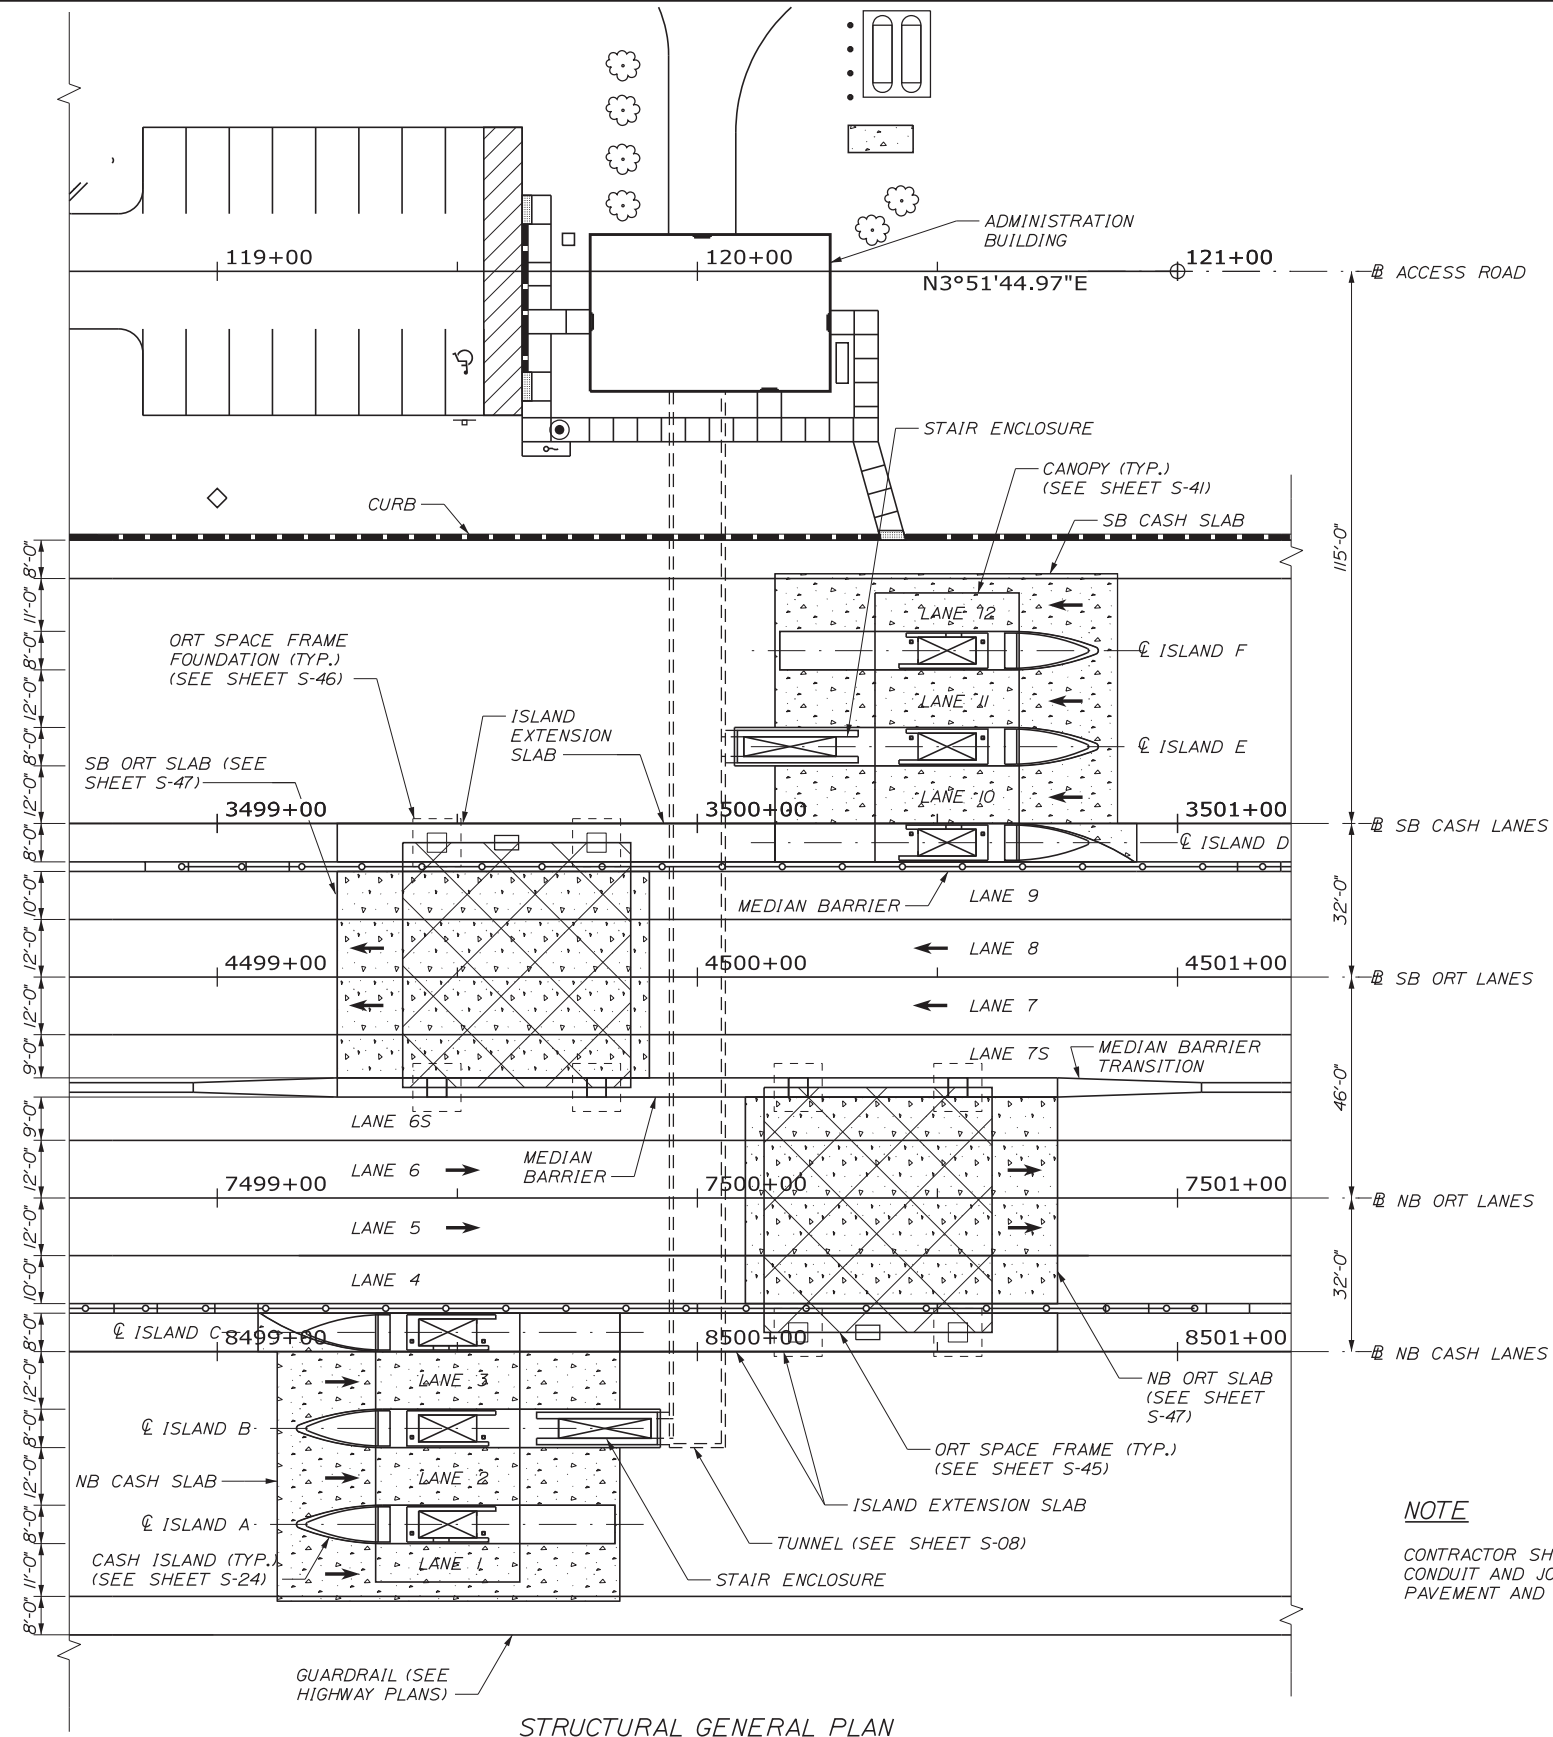 ADMINISTRATION
BUILDING
119+00
120+00
121+00
N3°51'44.97"E
℄ ACCESS ROAD
STAIR ENCLOSURE
CANOPY (TYP.)
(SEE SHEET S-41)
CURB
SB CASH SLAB
115'-0"
8'-0"
11'-0"
8'-0"
12'-0"
8'-0"
12'-0"
8'-0"
10'-0"
12'-0"
12'-0"
9'-0"
9'-0"
12'-0"
12'-0"
10'-0"
8'-0"
12'-0"
8'-0"
12'-0"
8'-0"
11'-0"
8'-0"
LANE 12
ORT SPACE FRAME
FOUNDATION (TYP.)
(SEE SHEET S-46)
℄ ISLAND F
LANE 11
ISLAND
EXTENSION
SLAB
℄ ISLAND E
SB ORT SLAB (SEE
SHEET S-47)
LANE 10
3499+00
3500+00
3501+00
℄ SB CASH LANES
℄ ISLAND D
LANE 9
MEDIAN BARRIER
32'-0"
LANE 8
4499+00
4500+00
4501+00
℄ SB ORT LANES
LANE 7
LANE 7S
MEDIAN BARRIER
TRANSITION
46'-0"
LANE 6S
MEDIAN
BARRIER
LANE 6
7499+00
7500+00
7501+00
℄ NB ORT LANES
LANE 5
32'-0"
LANE 4
℄ ISLAND C
8499+00
8500+00
8501+00
℄ NB CASH LANES
LANE 3
NB ORT SLAB
(SEE SHEET
S-47)
℄ ISLAND B
ORT SPACE FRAME (TYP.)
(SEE SHEET S-45)
NB CASH SLAB
LANE 2
ISLAND EXTENSION SLAB
℄ ISLAND A
TUNNEL (SEE SHEET S-08)
CASH ISLAND (TYP.)
(SEE SHEET S-24)
LANE 1
STAIR ENCLOSURE
NOTE
CONTRACTOR SH
CONDUIT AND JO
PAVEMENT AND
GUARDRAIL (SEE
HIGHWAY PLANS)
STRUCTURAL GENERAL PLAN